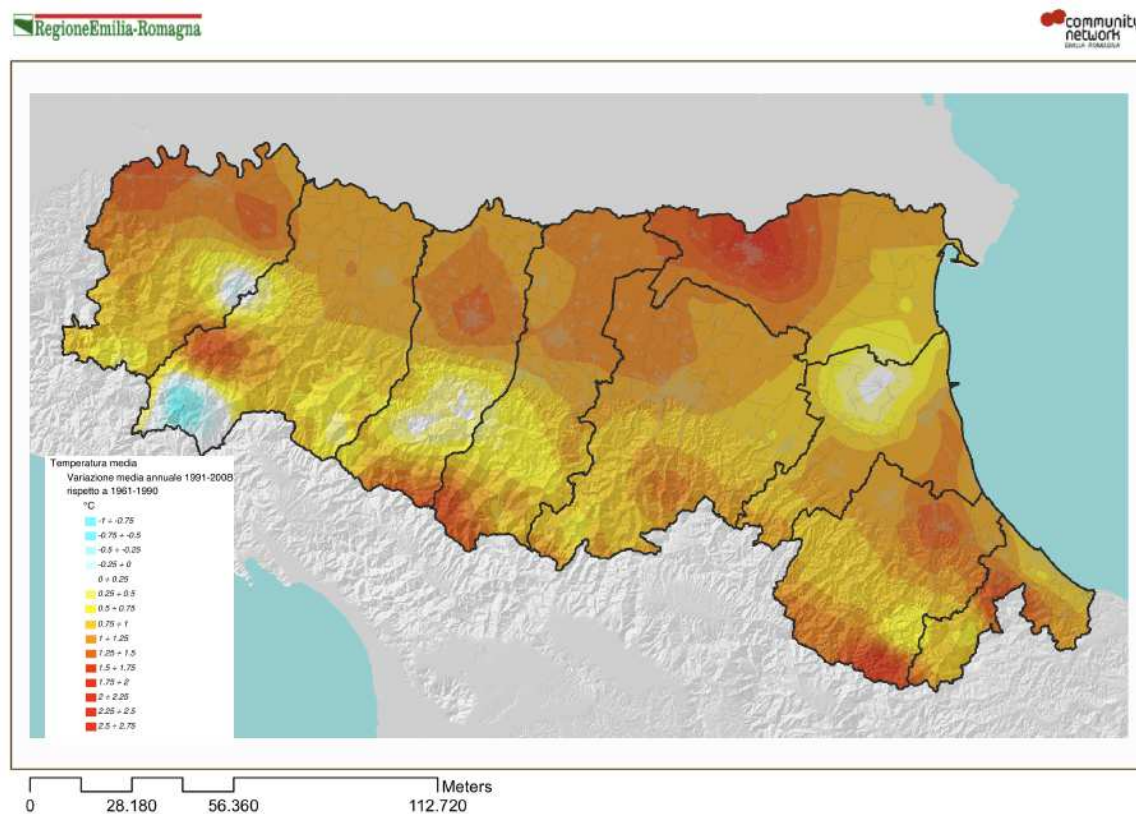 RegioneEmilia-Romagna
community
network
EMILIA-ROMAGNA
Temperatura media
Variazione media annuale 1991-2008
rispetto a 1961-1990
°C
-1 ÷ -0.75
-0.75 ÷ -0.5
-0.5 ÷ -0.25
-0.25 ÷ 0
0 ÷ 0.25
0.25 ÷ 0.5
0.5 ÷ 0.75
0.75 ÷ 1
1 ÷ 1.25
1.25 ÷ 1.5
1.5 ÷ 1.75
1.75 ÷ 2
2 ÷ 2.25
2.25 ÷ 2.5
2.5 ÷ 2.75
Meters
0 28.180 56.360 112.720